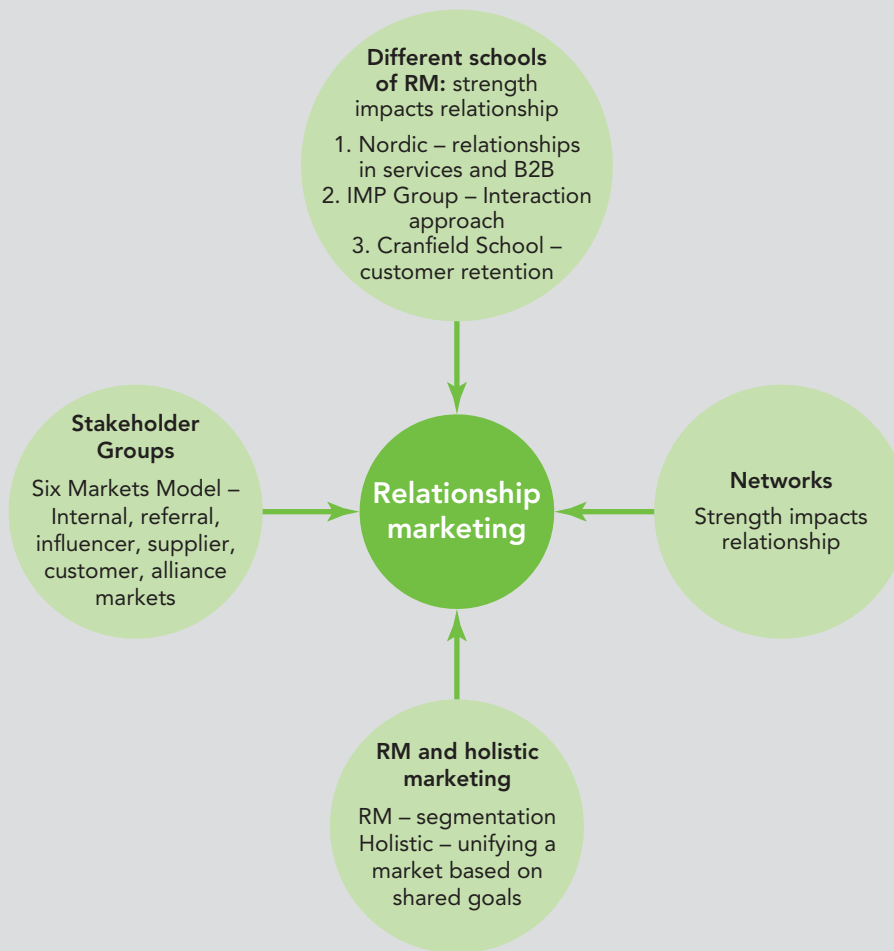 Different schools
of RM: strength
impacts relationship
1. Nordic – relationships
in services and B2B
2. IMP Group – Interaction
approach
3. Cranfield School –
customer retention
Stakeholder
Groups
Six Markets Model –
Internal, referral,
influencer, supplier,
customer, alliance
markets
Relationship
marketing
Networks
Strength impacts
relationship
RM and holistic
marketing
RM – segmentation
Holistic – unifying a
market based on
shared goals